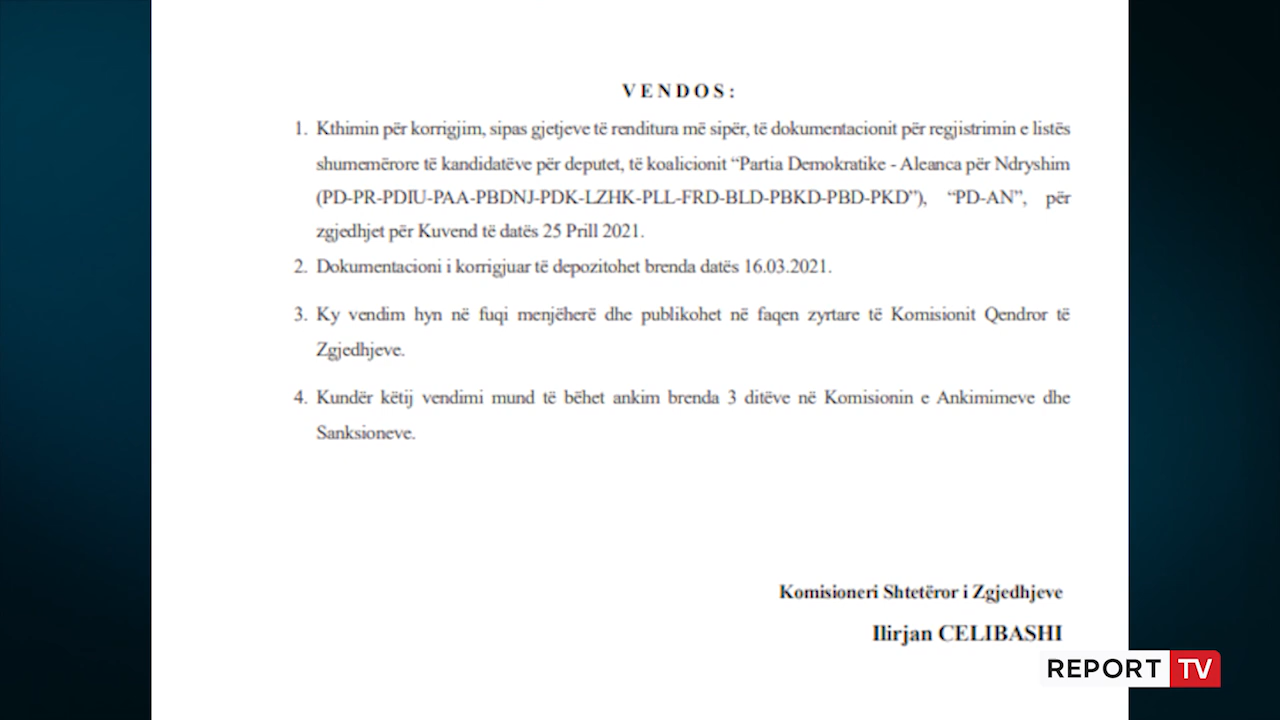 VENDOS:
1. Kthimin për korrigjim, sipas gjetjeve të renditura më sipër, të dokumentacionit për regjistrimin e listës
shumemërore të kandidatëve për deputet, të koalicionit “Partia Demokratike - Aleanca për Ndryshim
(PD-PR-PDIU-PAA-PBDNJ-PDK-LZHK-PLL-FRD-BLD-PBKD-PBD-PKD”), “PD-AN”, për
zgjedhjet për Kuvend të datës 25 Prill 2021.
2. Dokumentacioni i korrigjuar të depozitohet brenda datës 16.03.2021.
3. Ky vendim hyn në fuqi menjëherë dhe publikohet në faqen zyrtare të Komisionit Qendror të
Zgjedhjeve.
4. Kundër këtij vendimi mund të bëhet ankim brenda 3 ditëve në Komisionin e Ankimimeve dhe
Sanksioneve.
Komisioneri Shtetëror i Zgjedhjeve
Ilirjan CELIBASHI
REPORT TV